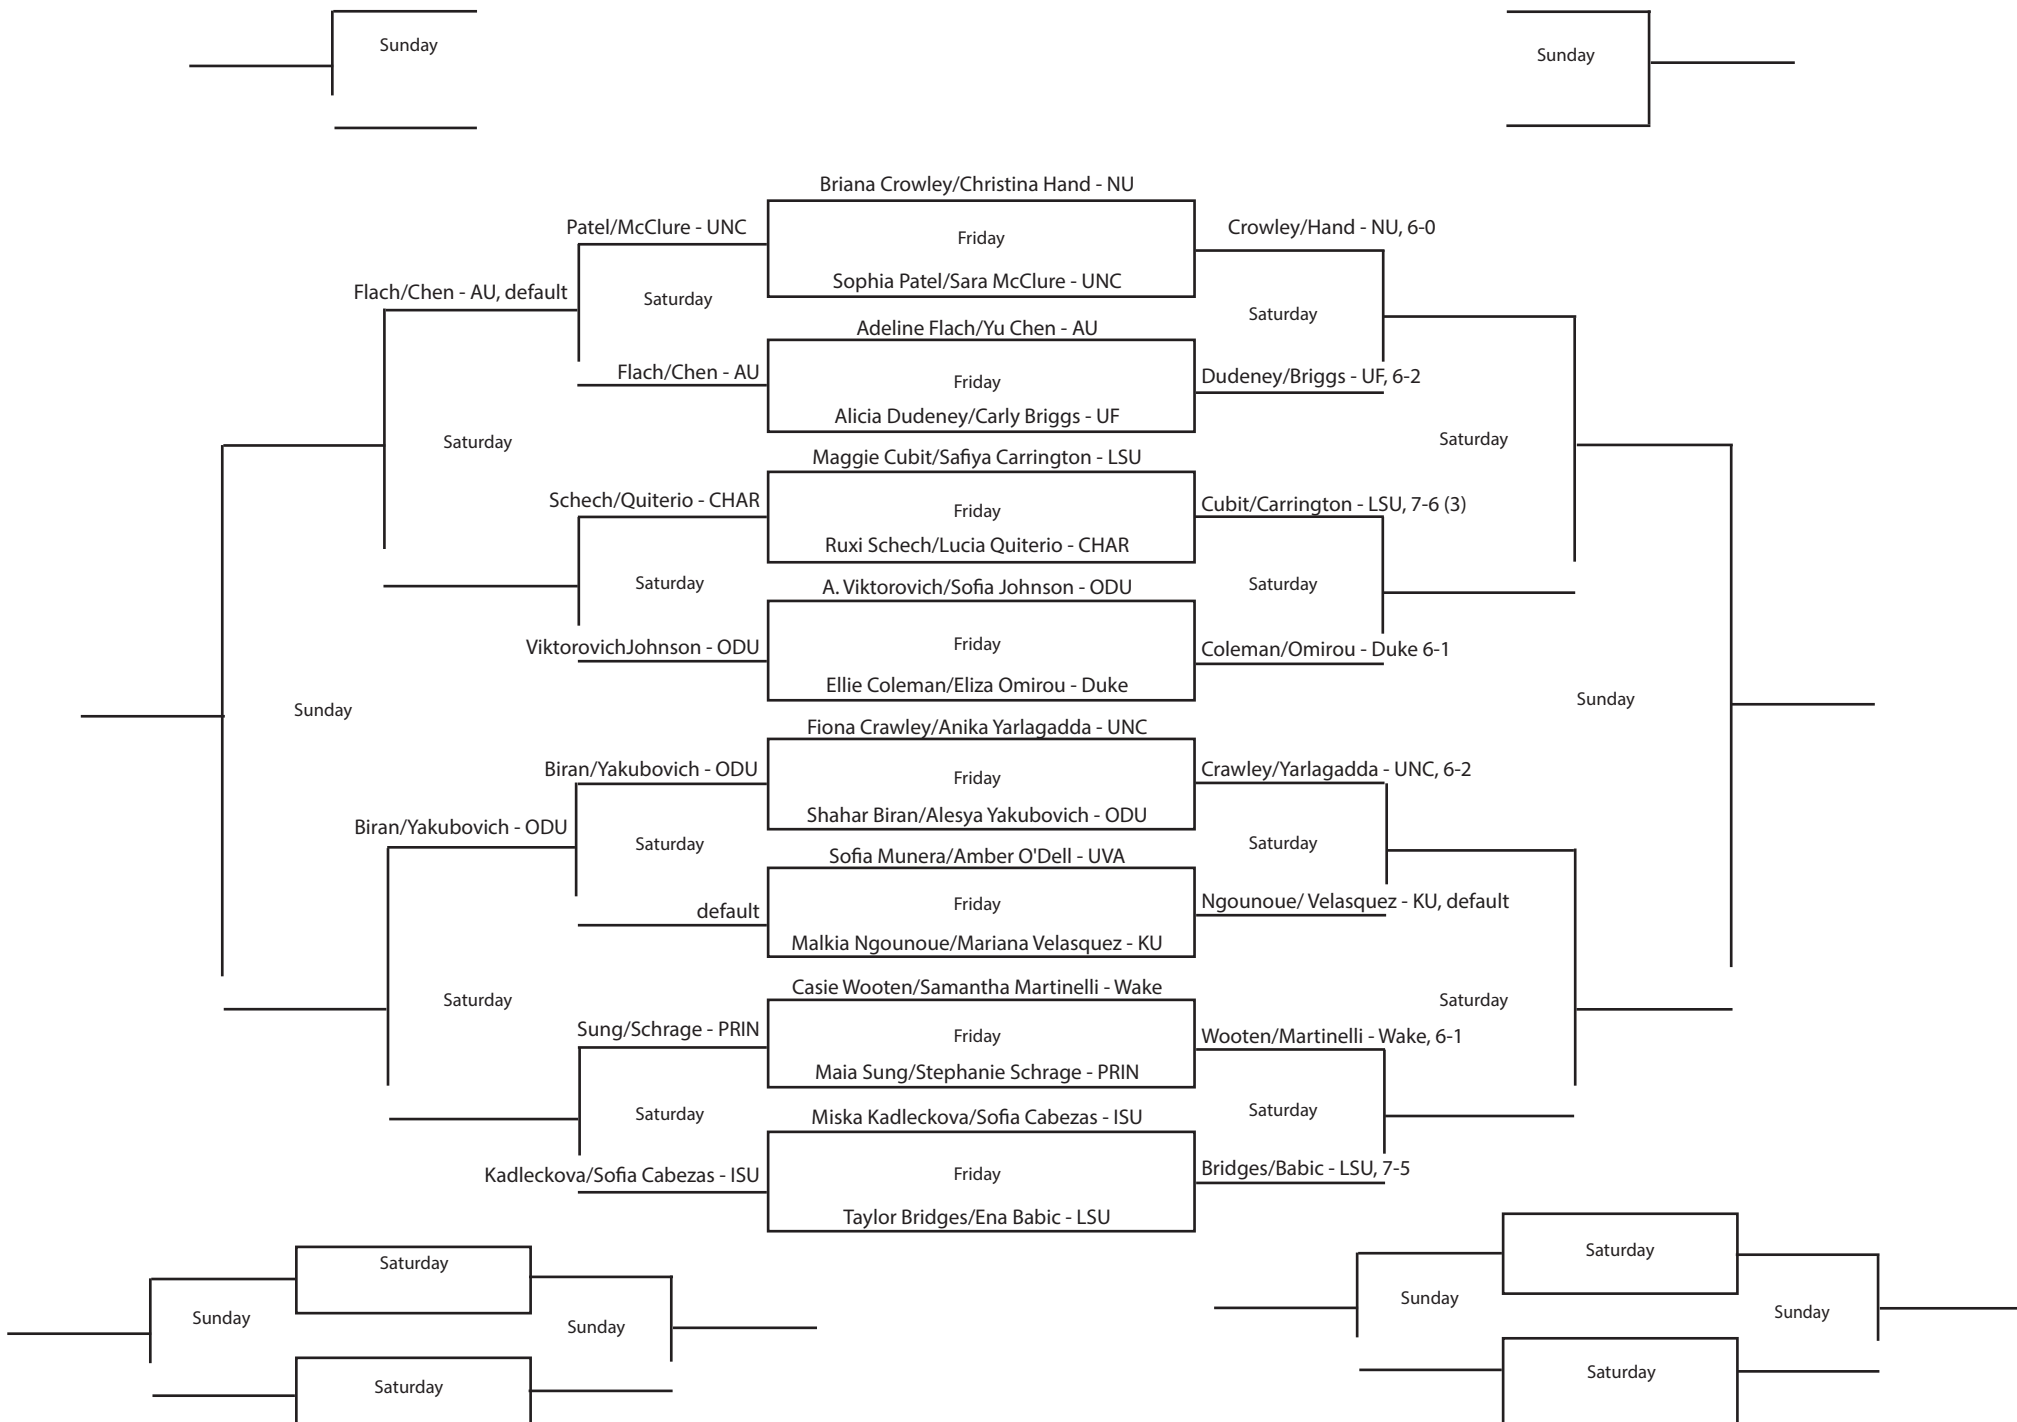 Sunday
Sunday
Briana Crowley/Christina Hand - NU
Patel/McClure - UNC
Friday
Crowley/Hand - NU, 6-0
Sophia Patel/Sara McClure - UNC
Flach/Chen - AU, default
Saturday
Saturday
Adeline Flach/Yu Chen - AU
Flach/Chen - AU
Friday
Dudeney/Briggs - UF, 6-2
Alicia Dudeney/Carly Briggs - UF
Saturday
Saturday
Maggie Cubit/Safiya Carrington - LSU
Schech/Quiterio - CHAR
Friday
Cubit/Carrington - LSU, 7-6 (3)
Ruxi Schech/Lucia Quiterio - CHAR
Saturday
Saturday
A. Viktorovich/Sofia Johnson - ODU
ViktorovichJohnson - ODU
Friday
Coleman/Omirou - Duke 6-1
Ellie Coleman/Eliza Omirou - Duke
Sunday
Sunday
Fiona Crawley/Anika Yarlagadda - UNC
Biran/Yakubovich - ODU
Friday
Crawley/Yarlagadda - UNC, 6-2
Shahar Biran/Alesya Yakubovich - ODU
Biran/Yakubovich - ODU
Saturday
Saturday
Sofia Munera/Amber O'Dell - UVA
default
Friday
Ngounoue/ Velasquez - KU, default
Malkia Ngounoue/Mariana Velasquez - KU
Saturday
Saturday
Casie Wooten/Samantha Martinelli - Wake
Sung/Schrage - PRIN
Friday
Wooten/Martinelli - Wake, 6-1
Maia Sung/Stephanie Schrage - PRIN
Saturday
Saturday
Miska Kadleckova/Sofia Cabezas - ISU
Kadleckova/Sofia Cabezas - ISU
Friday
Bridges/Babic - LSU, 7-5
Taylor Bridges/Ena Babic - LSU
Saturday
Saturday
Sunday
Sunday
Sunday
Sunday
Saturday
Saturday